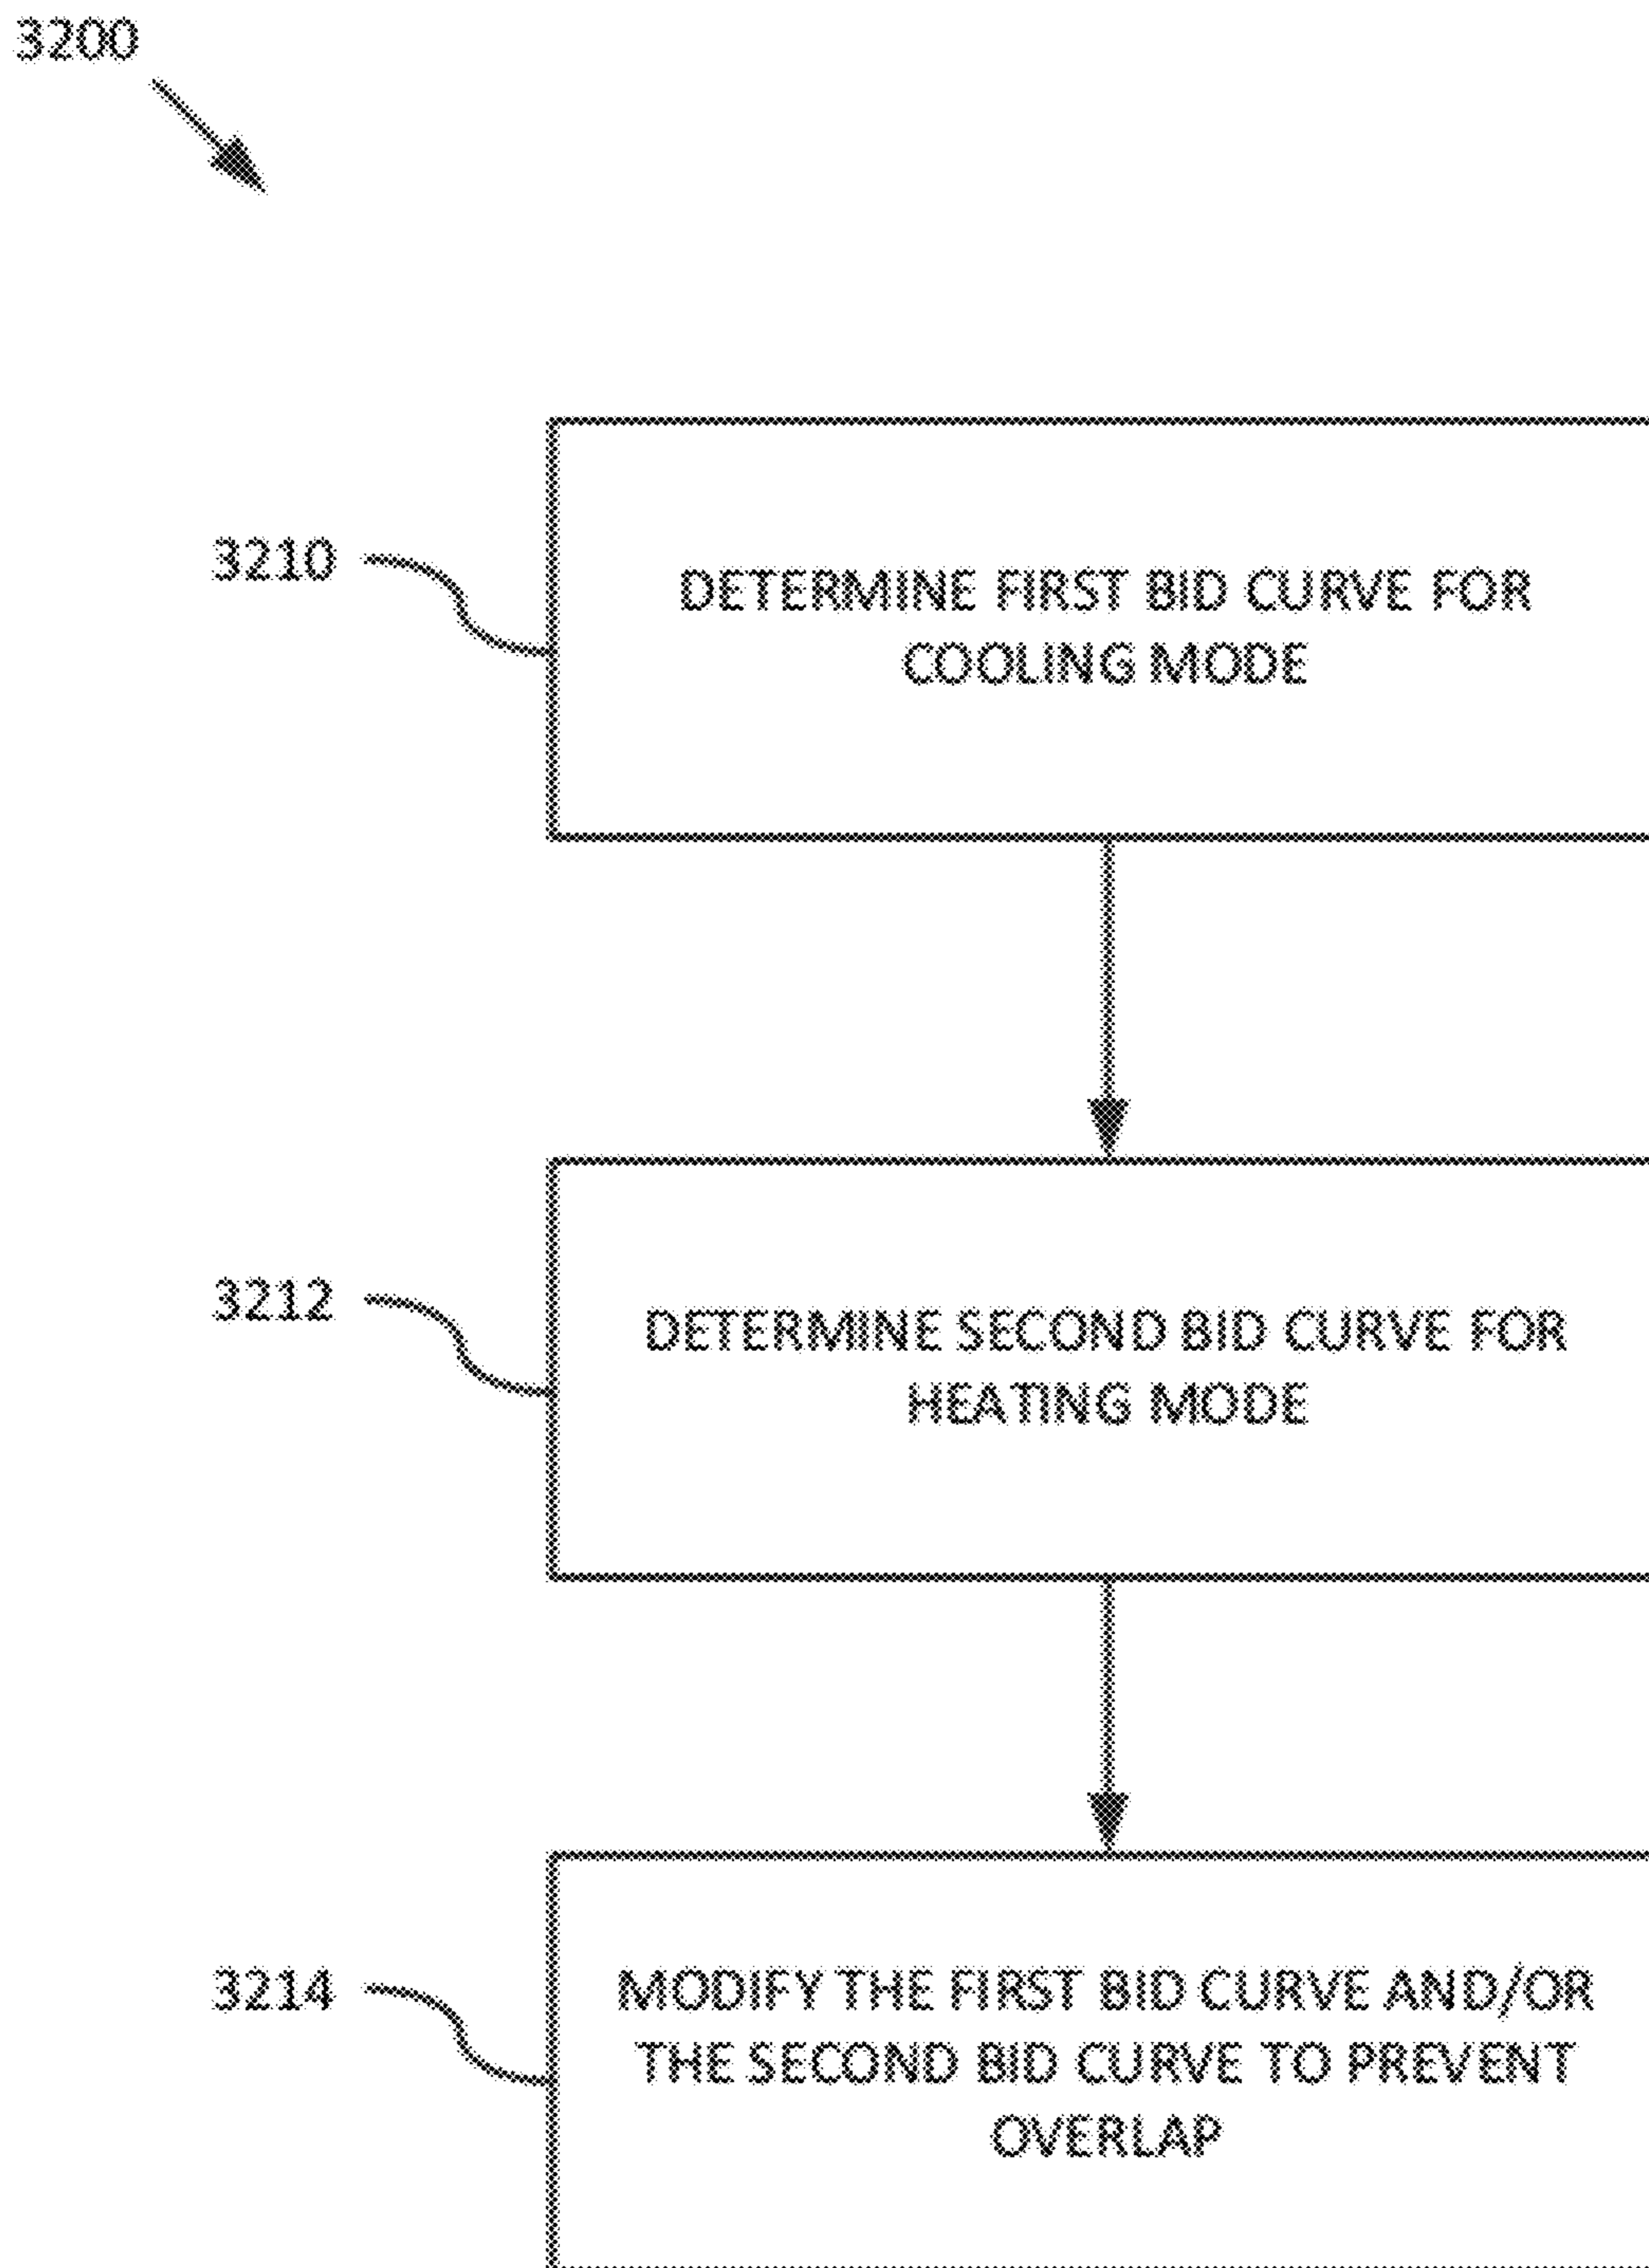 3200
3210
DETERMINE FIRST BID CURVE FOR
COOLING MODE
3212
DETERMINE SECOND BID CURVE FOR
HEATING MODE
3214
MODIFY THE FIRST BID CURVE AND/OR
THE SECOND BID CURVE TO PREVENT
OVERLAP